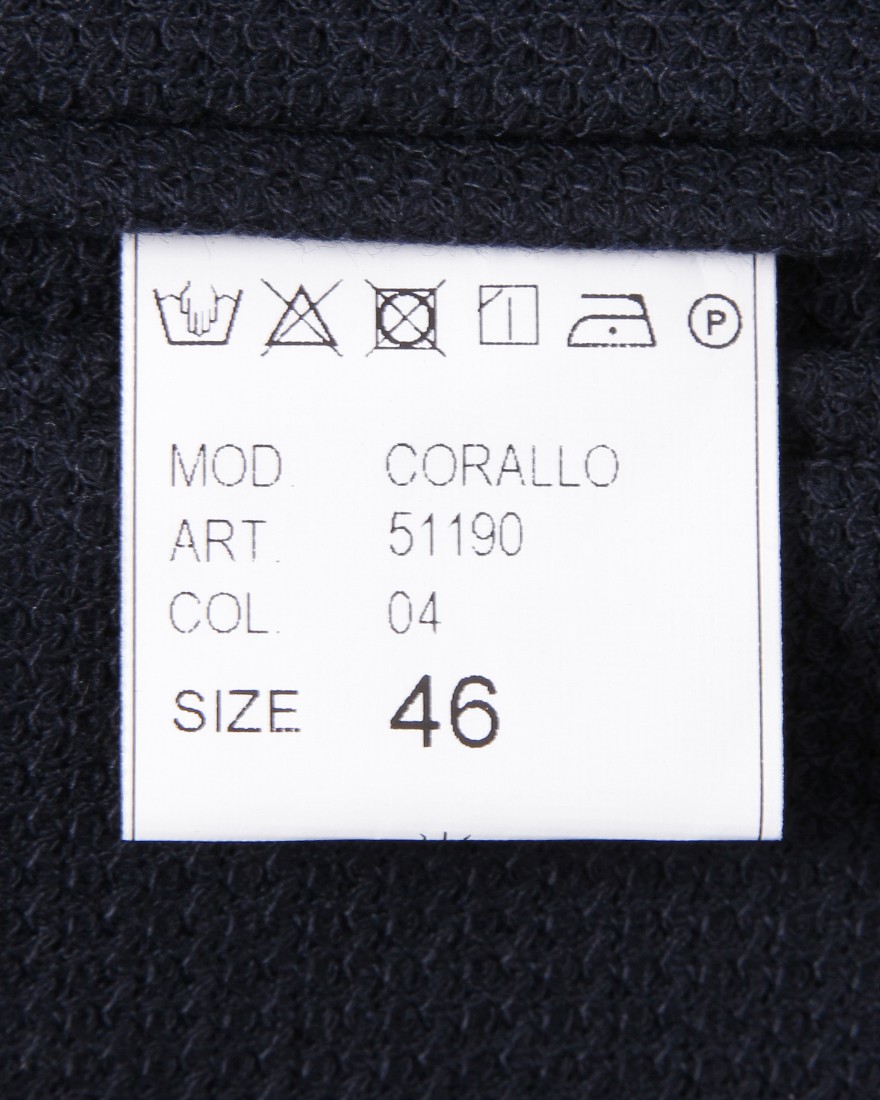 P
MOD. CORALLO
ART. 51190
COL. 04
SIZE 46